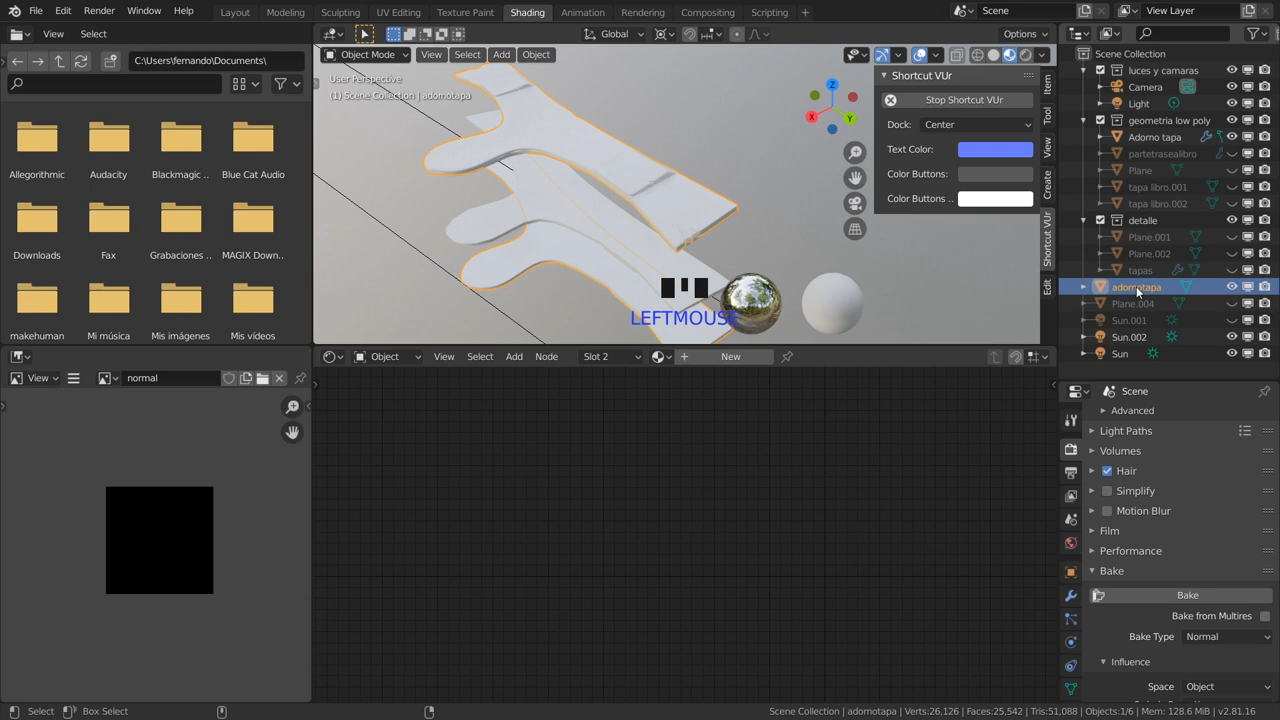 File Edit Render Window Help Layout Modeling Sculpting UV Editing Texture Paint Shading Animation Rendering Compositing Scripting + Scene View Layer
View Select Global Options
C:\Users\fernando\Documents\
Object Mode View Select Add Object
Allegorithmic Audacity Blackmagic .. Blue Cat Audio
Downloads Fax Grabaciones .. MAGIX Down..
makehuman Mi música Mis imágenes Mis vídeos
User Perspective
(1) Scene Collection | adornotapa
Z
X
Y
LEFTMOUSE
Shortcut VUr
Stop Shortcut VUr
Dock: Center
Text Color:
Color Buttons:
Color Buttons ..
Item
Tool
View
Create
Shortcut VUr
Edit
Scene Collection
luces y camaras
Camera
Light
geometria low poly
Adorno tapa
partetraselibro
Plane
tapa libro.001
tapa libro.002
detalle
Plane.001
Plane.002
tapas
adornotapa
Plane.004
Sun.001
Sun.002
Sun
View normal
Object View Select Add Node Slot 2 New
Scene
Advanced
Light Paths
Volumes
Hair
Simplify
Motion Blur
Film
Performance
Bake
Bake
Bake from Multires
Bake Type Normal
Influence
Space Object
Select Box Select
Scene Collection | adornotapa | Verts:26,126 | Faces:25,542 | Tris:51,088 | Objects:1/6 | Mem: 128.6 MiB | v2.81.16